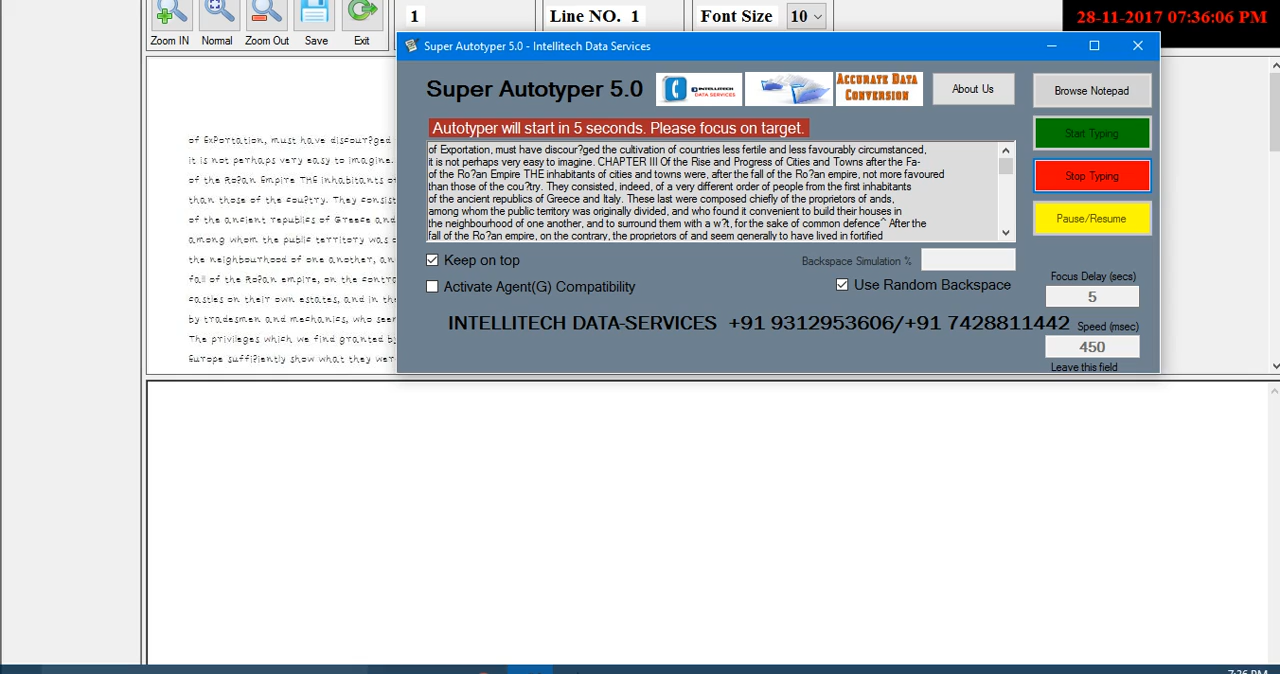 1
Line NO. 1
Font Size 10
28-11-2017 07:36:06 PM
Zoom IN Normal Zoom Out Save Exit
Super Autotyper 5.0 - Intellitech Data Services
Super Autotyper 5.0
INTELLITECH
DATA SERVICES
ACCURATE DATA
CONVERSION
About Us
Browse Notepad
Autotyper will start in 5 seconds. Please focus on target.
Start Typing
of Exportation, must have discour?ged the cultivation of countries less fertile and less favourably circumstanced,
it is not perhaps very easy to imagine. CHAPTER III Of the Rise and Progress of Cities and Towns after the Fa-
of the Ro?an Empire THE inhabitants of cities and towns were, after the fall of the Ro?an empire, not more favoured
than those of the cou?try. They consisted, indeed, of a very different order of people from the first inhabitants
of the ancient republics of Greece and Italy. These last were composed chiefly of the proprietors of ands,
among whom the public territory was originally divided, and who found it convenient to build their houses in
the neighbourhood of one another, and to surround them with a w?t, for the sake of common defence^ After the
fall of the Ro?an empire, on the contrary, the proprietors of and seem generally to have lived in fortified
Stop Typing
Pause/Resume
Keep on top
Backspace Simulation %
Activate Agent(G) Compatibility
Use Random Backspace
Focus Delay (secs)
5
INTELLITECH DATA-SERVICES +91 9312953606/+91 7428811442
Speed (msec)
450
Leave this field
of ExPortation, must have discour?ged
it is not perhaps very easy to imagine.
of the Ro?an Empire THE inhabitants o
than those of the cou?try. They consist
of the ancient republics of Greece and
among whom the public territory was
the neighbourhood of one another, an
fall of the Ro?an empire, on the contr
castles on their own estates, and in the
by tradesmen and mechanics, who see
The privileges which we find granted by
Europe suffi?iently show what they wer
7:36 PM